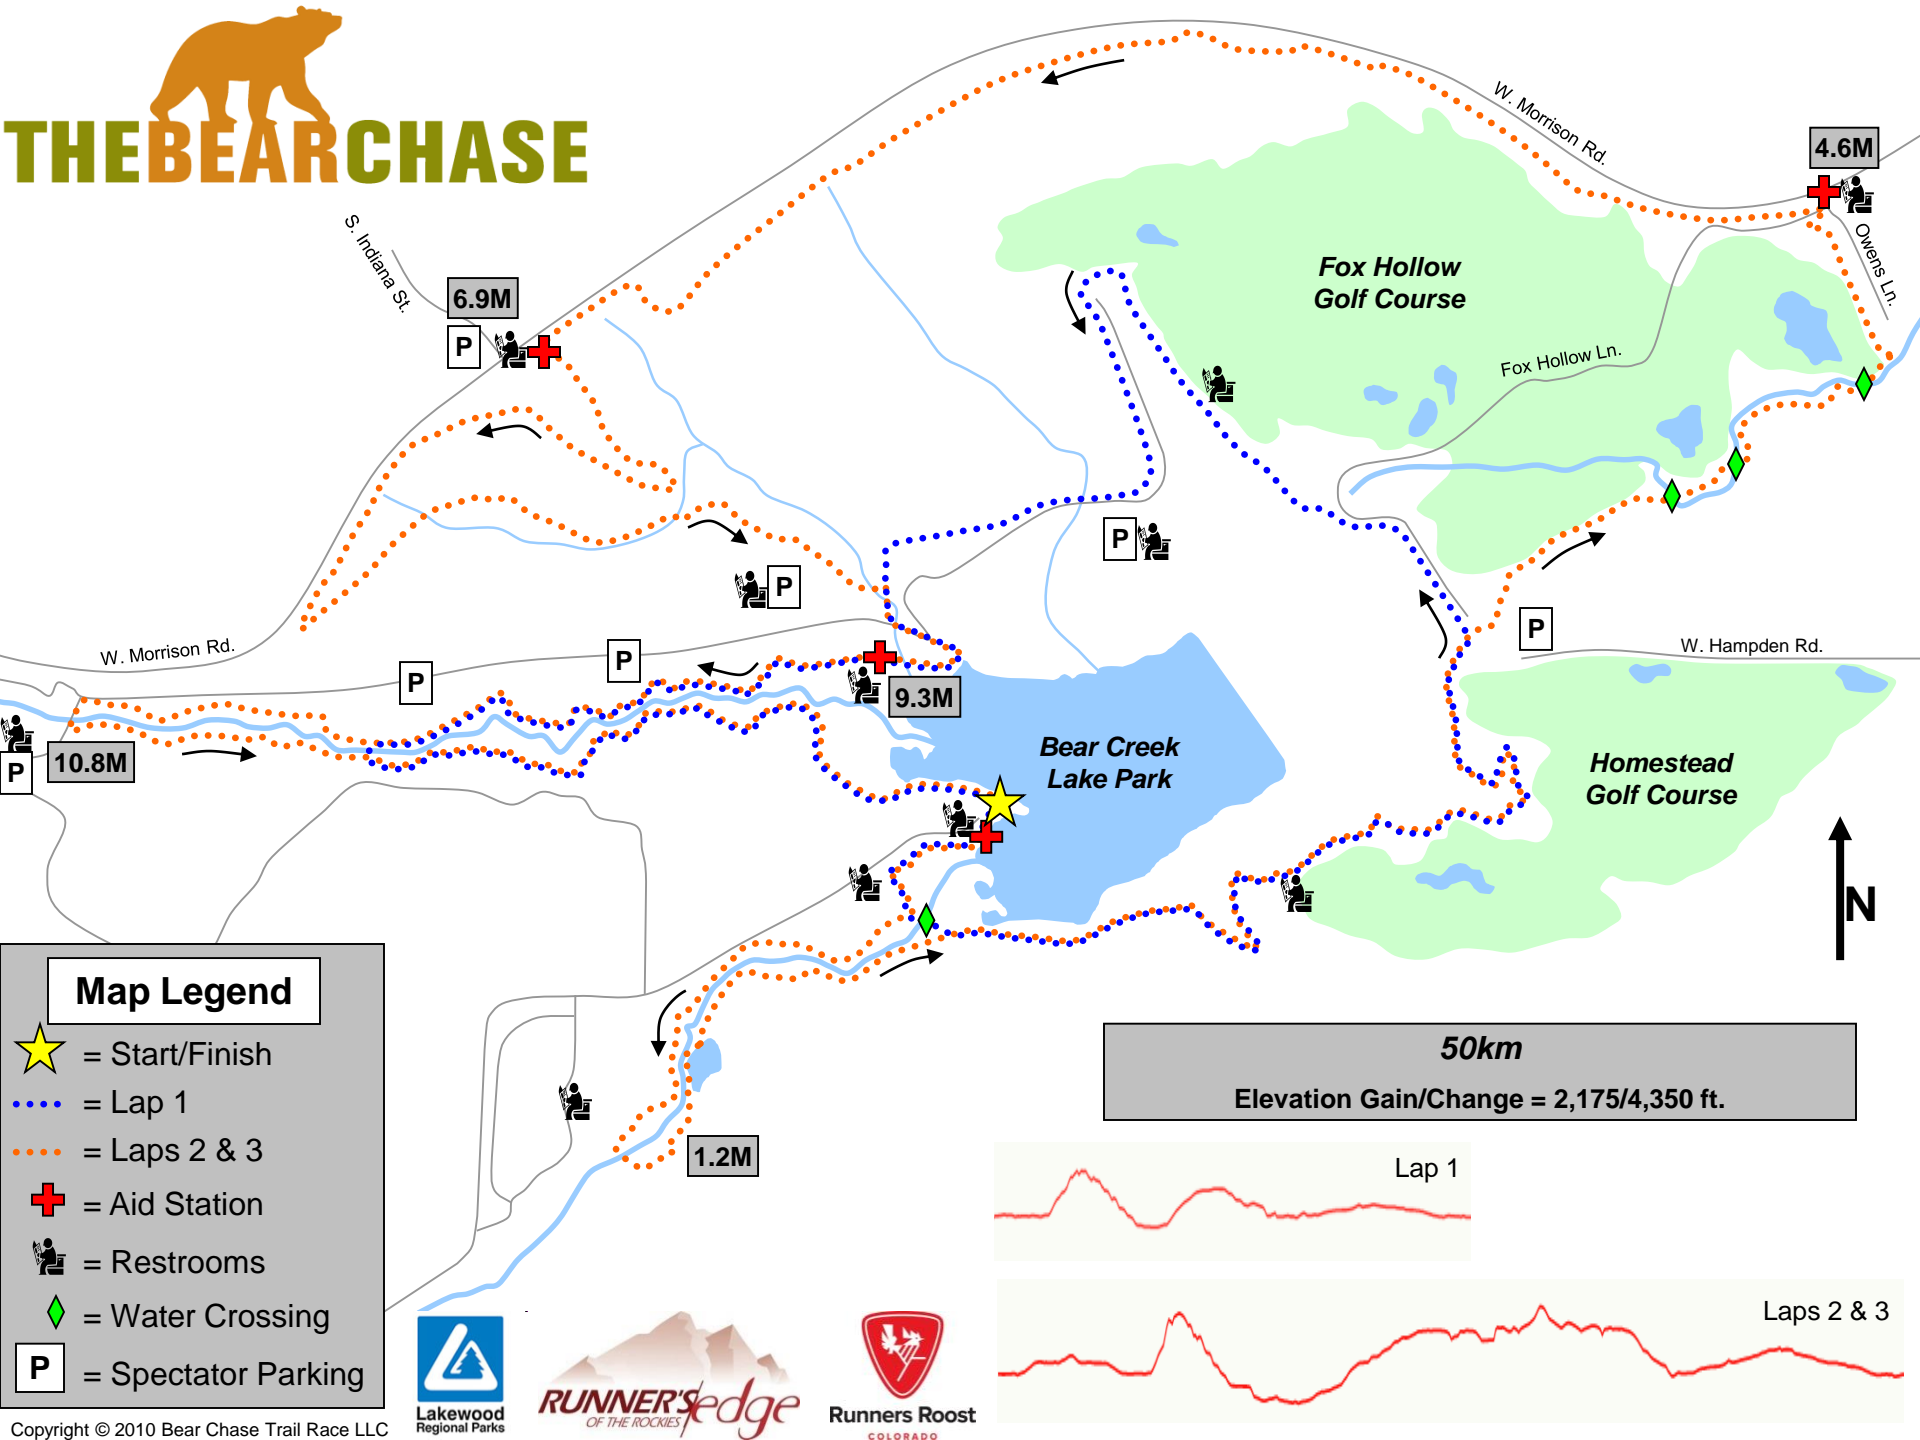 THEBEARCHASE
W. Morrison Rd.
4.6M
Owens Ln.
S. Indiana St.
6.9M
P
Fox Hollow
Golf Course
Fox Hollow Ln.
P
P
P
W. Hampden Rd.
W. Morrison Rd.
P
P
9.3M
10.8M
P
Bear Creek
Lake Park
Homestead
Golf Course
N
Map Legend
= Start/Finish
= Lap 1
= Laps 2 & 3
= Aid Station
= Restrooms
= Water Crossing
P = Spectator Parking
1.2M
50km
Elevation Gain/Change = 2,175/4,350 ft.
Lap 1
Laps 2 & 3
Lakewood
Regional Parks
RUNNER'S edge
OF THE ROCKIES
Runners Roost
COLORADO
Copyright © 2010 Bear Chase Trail Race LLC